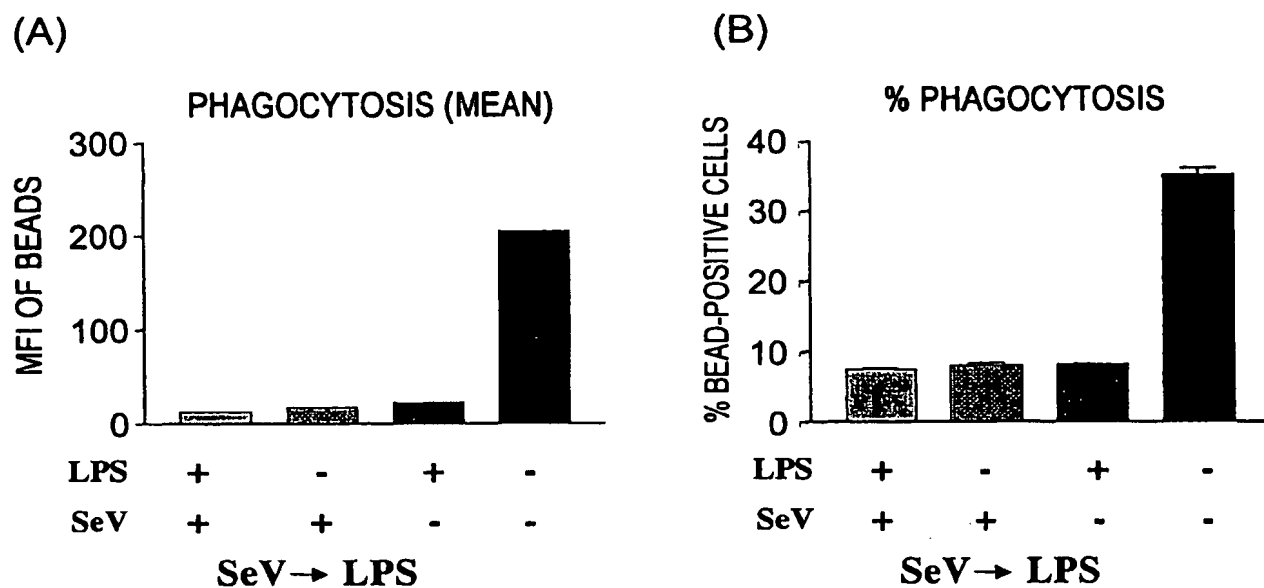 (A)
PHAGOCYTOSIS (MEAN)
MFI OF BEADS
300
200
100
0
LPS + - + -
SeV + + - -
SeV→ LPS
(B)
% PHAGOCYTOSIS
% BEAD-POSITIVE CELLS
40
30
20
10
0
LPS + - + -
SeV + + - -
SeV→ LPS